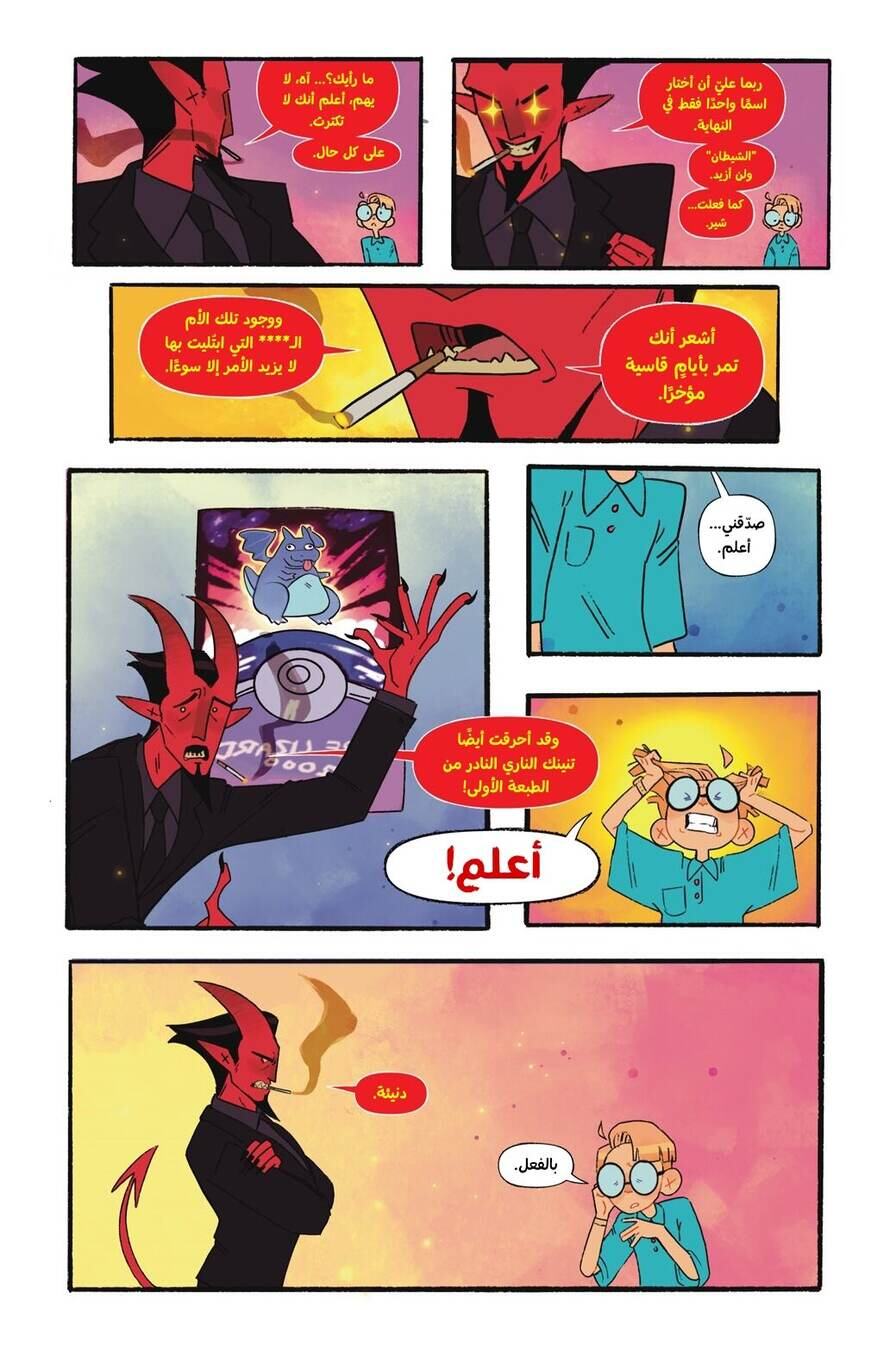 ربما عليّ أن أختار
اسمًا واحدًا فقط في
النهاية.
"الشيطان"
ولن أزيد.
كما فعلت...
شير.
ما رأيك؟... آه، لا
يهم، أعلم أنك لا
تكترث.
على كل حال.
أشعر أنك
تمر بأيامٍ قاسية
مؤخرًا.
ووجود تلك الأم
الـ**** التي ابتُليت بها
لا يزيد الأمر إلا سوءًا.
صدّقني...
أعلم.
وقد أحرقت أيضًا
تنينك الناري النادر من
الطبعة الأولى!
أعلم!
دنيئة.
بالفعل.